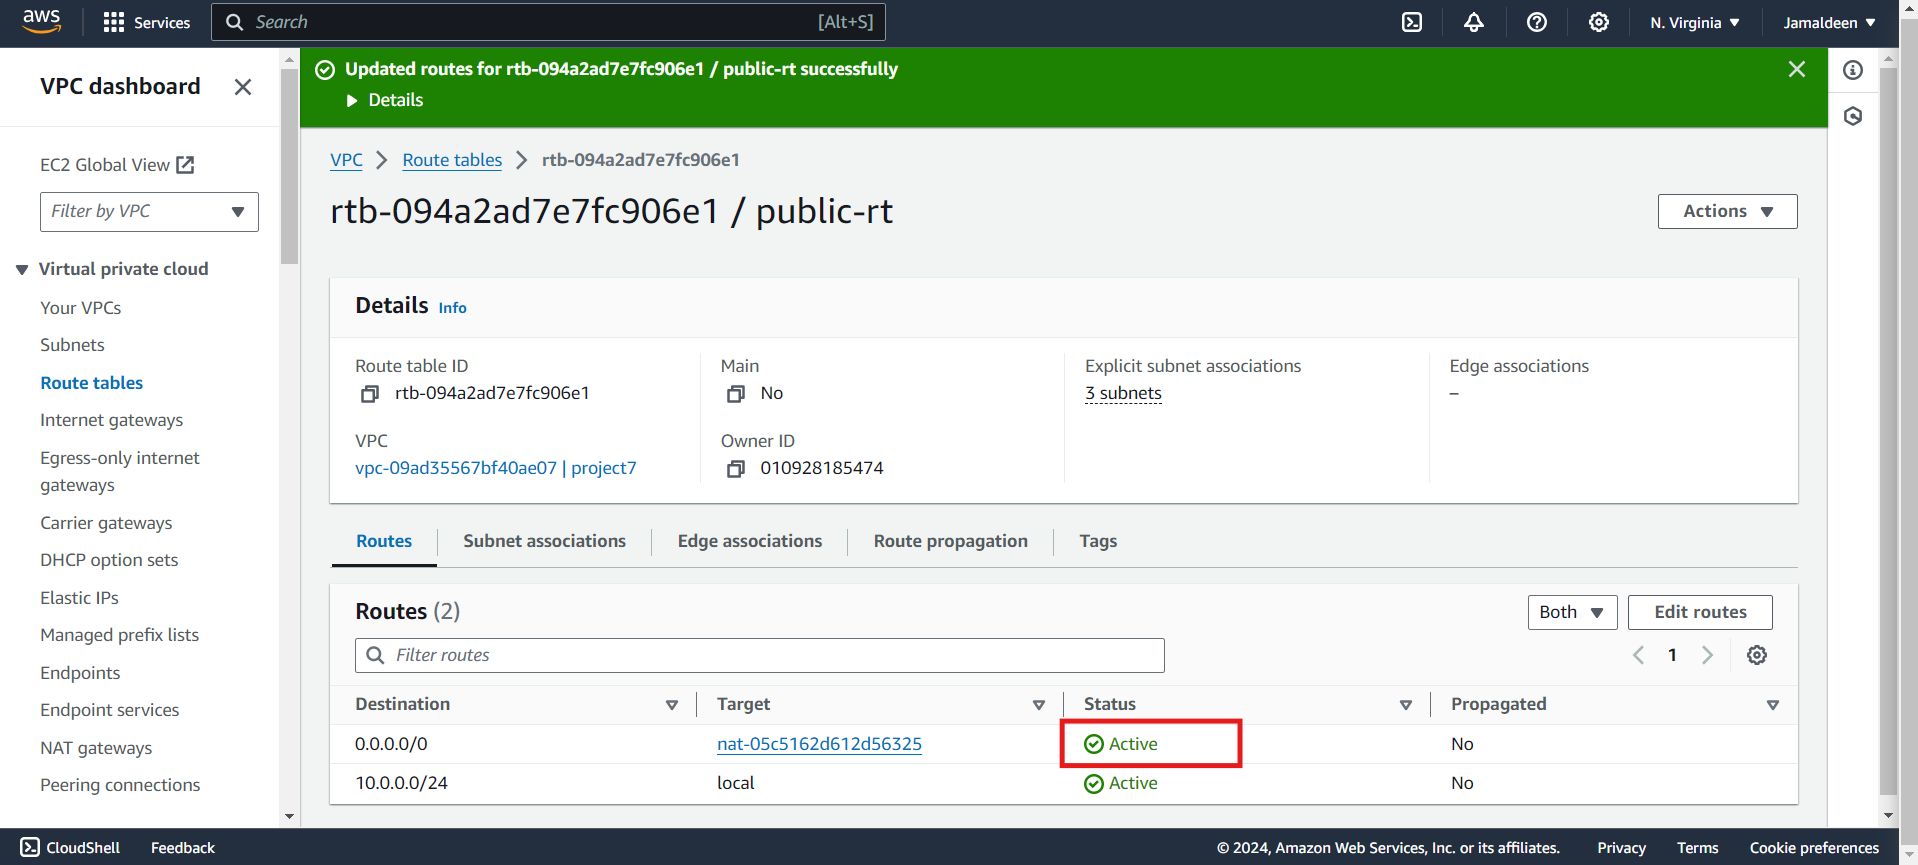 aws
Services
Search
[Alt+S]
N. Virginia
Jamaldeen
VPC dashboard
EC2 Global View
Filter by VPC
Virtual private cloud
Your VPCs
Subnets
Route tables
Internet gateways
Egress-only internet
gateways
Carrier gateways
DHCP option sets
Elastic IPs
Managed prefix lists
Endpoints
Endpoint services
NAT gateways
Peering connections
Updated routes for rtb-094a2ad7e7fc906e1 / public-rt successfully
Details
VPC > Route tables > rtb-094a2ad7e7fc906e1
rtb-094a2ad7e7fc906e1 / public-rt
Actions
Details Info
Route table ID
rtb-094a2ad7e7fc906e1
Main
No
Explicit subnet associations
3 subnets
Edge associations
–
VPC
vpc-09ad35567bf40ae07 | project7
Owner ID
010928185474
Routes Subnet associations Edge associations Route propagation Tags
Routes (2)
Both
Edit routes
Filter routes
1
Destination Target Status Propagated
0.0.0.0/0 nat-05c5162d612d56325 Active No
10.0.0.0/24 local Active No
CloudShell Feedback © 2024, Amazon Web Services, Inc. or its affiliates. Privacy Terms Cookie preferences